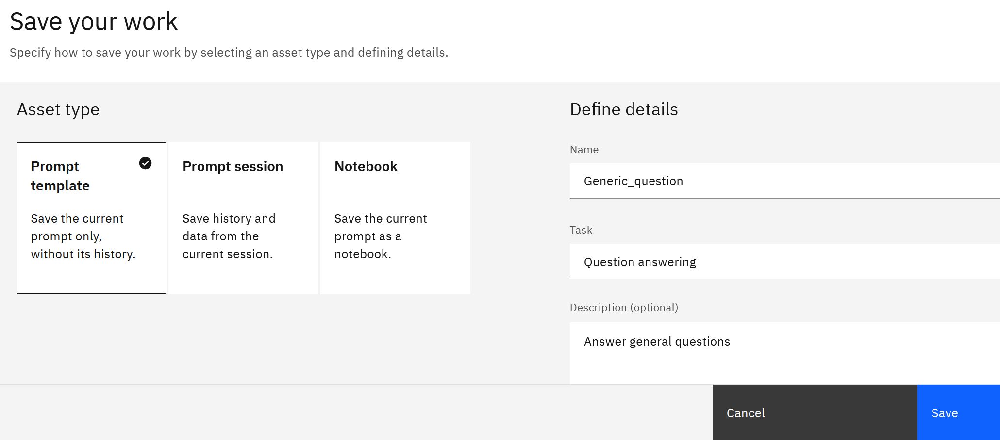 Save your work
Specify how to save your work by selecting an asset type and defining details.
Asset type
Prompt
template
Save the current
prompt only,
without its history.
Prompt session
Save history and
data from the
current session.
Notebook
Save the current
prompt as a
notebook.
Define details
Name
Generic_question
Task
Question answering
Description (optional)
Answer general questions
Cancel
Save